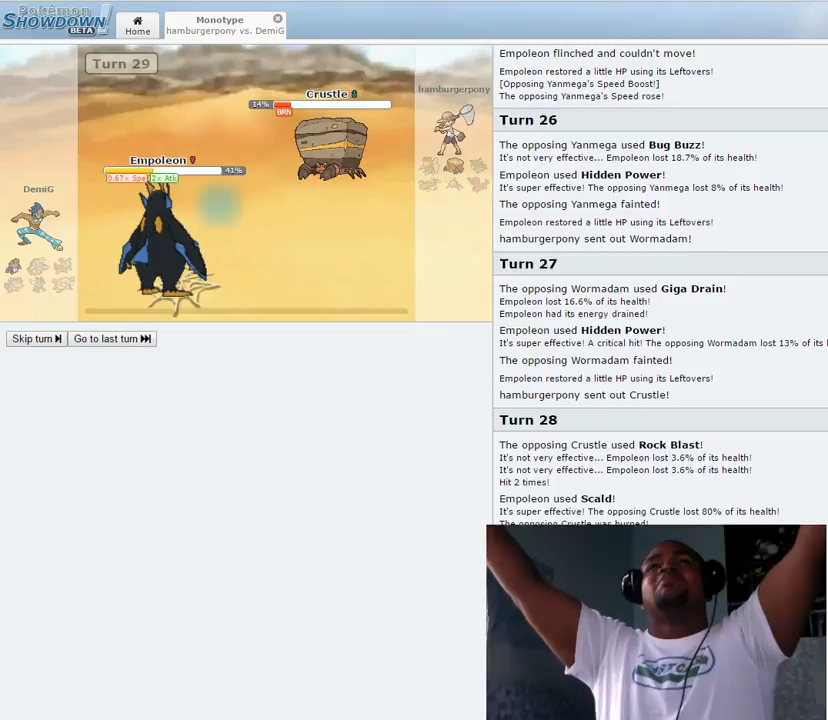 Pokémon
SHOWDOWN!
BETA
Home
Monotype
hamburgerpony vs. DemiG
Turn 29
Crustle
14%
BRN
hamburgerpony
Empoleon
41%
0.67× Spe 2× Atk
DemiG
Skip turn
Go to last turn
Empoleon flinched and couldn't move!
Empoleon restored a little HP using its Leftovers!
[Opposing Yanmega's Speed Boost!]
The opposing Yanmega's Speed rose!
Turn 26
The opposing Yanmega used Bug Buzz!
It's not very effective... Empoleon lost 18.7% of its health!
Empoleon used Hidden Power!
It's super effective! The opposing Yanmega lost 8% of its health!
The opposing Yanmega fainted!
Empoleon restored a little HP using its Leftovers!
hamburgerpony sent out Wormadam!
Turn 27
The opposing Wormadam used Giga Drain!
Empoleon lost 16.6% of its health!
Empoleon had its energy drained!
Empoleon used Hidden Power!
It's super effective! A critical hit! The opposing Wormadam lost 13% of its
The opposing Wormadam fainted!
Empoleon restored a little HP using its Leftovers!
hamburgerpony sent out Crustle!
Turn 28
The opposing Crustle used Rock Blast!
It's not very effective... Empoleon lost 3.6% of its health!
It's not very effective... Empoleon lost 3.6% of its health!
Hit 2 times!
Empoleon used Scald!
It's super effective! The opposing Crustle lost 80% of its health!
The opposing Crustle was burned!